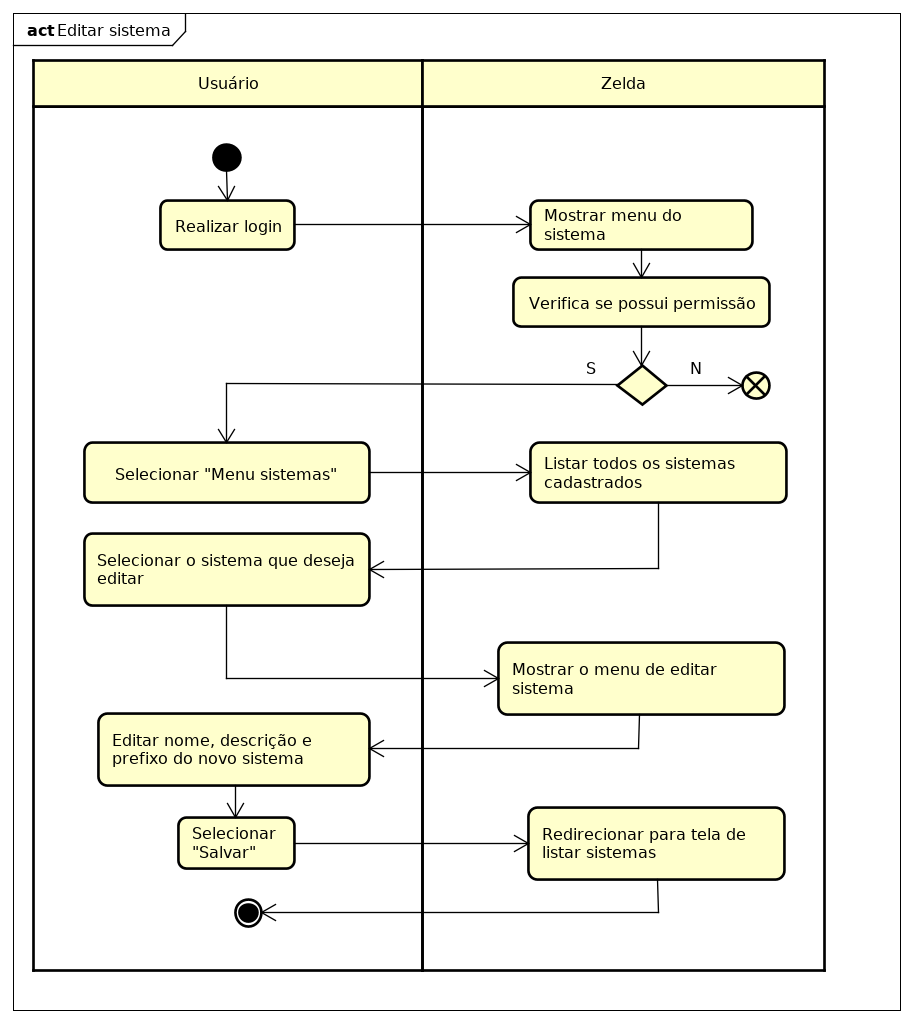 act Editar sistema
Usuário
Zelda
Realizar login
Mostrar menu do
sistema
Verifica se possui permissão
S
N
Selecionar "Menu sistemas"
Listar todos os sistemas
cadastrados
Selecionar o sistema que deseja
editar
Mostrar o menu de editar
sistema
Editar nome, descrição e
prefixo do novo sistema
Selecionar
"Salvar"
Redirecionar para tela de
listar sistemas